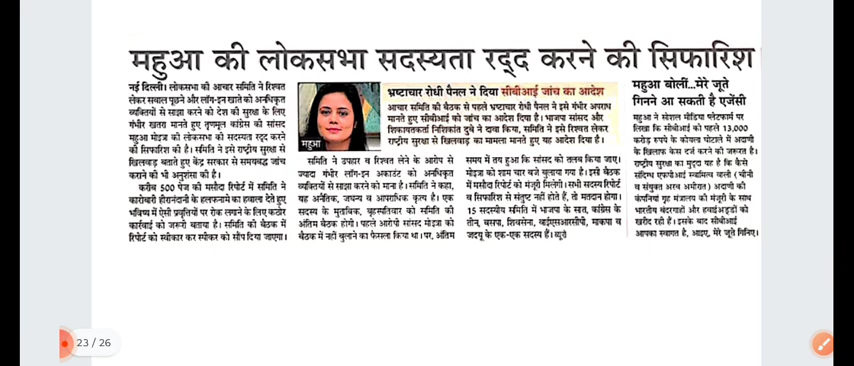 महुआ की लोकसभा सदस्यता रद्द करने की सिफारिश
नई दिल्ली। लोकसभा की आचार समिति ने रिश्वत
लेकर सवाल पूछने और लॉग-इन खाते को अनधिकृत
व्यक्तियों से साझा करने को देश की सुरक्षा के लिए
गंभीर खतरा मानते हुए तृणमूल कांग्रेस की सांसद
महुआ मोइत्रा की लोकसभा की सदस्यता रद्द करने
की सिफारिश की है। समिति ने इसे राष्ट्रीय सुरक्षा से
खिलवाड़ बताते हुए केंद्र सरकार से समयबद्ध जांच
कराने की भी अनुशंसा की है।
करीब 500 पेज की मसौदा रिपोर्ट में समिति ने
कारोबारी हीरानंदानी के हलफनामा का हवाला देते हुए
भविष्य में ऐसी प्रवृत्तियों पर रोक लगाने के लिए कठोर
कार्रवाई को जरूरी बताया है। समिति की बैठक में
रिपोर्ट को स्वीकार कर स्पीकर को सौंप दिया जाएगा।
महुआ
भ्रष्टाचार रोधी पैनल ने दिया सीबीआई जांच का आदेश
आचार समिति की बैठक से पहले भ्रष्टाचार रोधी पैनल ने इसे गंभीर अपराध
मानते हुए सीबीआई को जांच का आदेश दिया है। भाजपा सांसद और
शिकायतकर्ता निशिकांत दुबे ने दावा किया, समिति ने इसे रिश्वत लेकर
राष्ट्रीय सुरक्षा से खिलवाड़ का मामला मानते हुए यह आदेश दिया है।
समिति ने उपहार व रिश्वत लेने के आरोप से
ज्यादा गंभीर लॉग-इन अकाउंट को अनधिकृत
व्यक्तियों से साझा करने को माना है। समिति ने कहा,
यह अनैतिक, जघन्य व आपराधिक कृत्य है। एक
सदस्य के मुताबिक, बृहस्पतिवार को समिति की
अंतिम बैठक होगी। पहले आरोपी सांसद मोइत्रा को
बैठक में नहीं बुलाने का फैसला किया था। पर, अंतिम
समय में तय हुआ कि सांसद को तलब किया जाए।
मोइत्रा को शाम चार बजे बुलाया गया है। इसी बैठक
में मसौदा रिपोर्ट को मंजूरी मिलेगी। सभी सदस्य रिपोर्ट
व सिफारिश से संतुष्ट नहीं होते हैं, तो मतदान होगा।
15 सदस्यीय समिति में भाजपा के सात, कांग्रेस के
तीन, बसपा, शिवसेना, वाईएसआरसीपी, माकपा व
जदयू के एक-एक सदस्य हैं। ब्यूरो
महुआ बोलीं...मेरे जूते
गिनने आ सकती है एजेंसी
महुआ ने सोशल मीडिया प्लेटफार्म पर
लिखा कि सीबीआई को पहले 13,000
करोड़ रुपये के कोयला घोटाले में अदाणी
के खिलाफ केस दर्ज करने की जरूरत है।
राष्ट्रीय सुरक्षा का मुद्दा यह है कि कैसे
संदिग्ध एफपीआई स्वामित्व वाली (चीन
व संयुक्त अरब अमीरात) अदाणी की
कंपनियां गृह मंत्रालय की मंजूरी के साथ
भारतीय बंदरगाहों और हवाईअड्डों को
खरीद रही हैं। इसके बाद सीबीआई
आपका स्वागत है, आइए, मेरे जूते गिनिए।
23 / 26